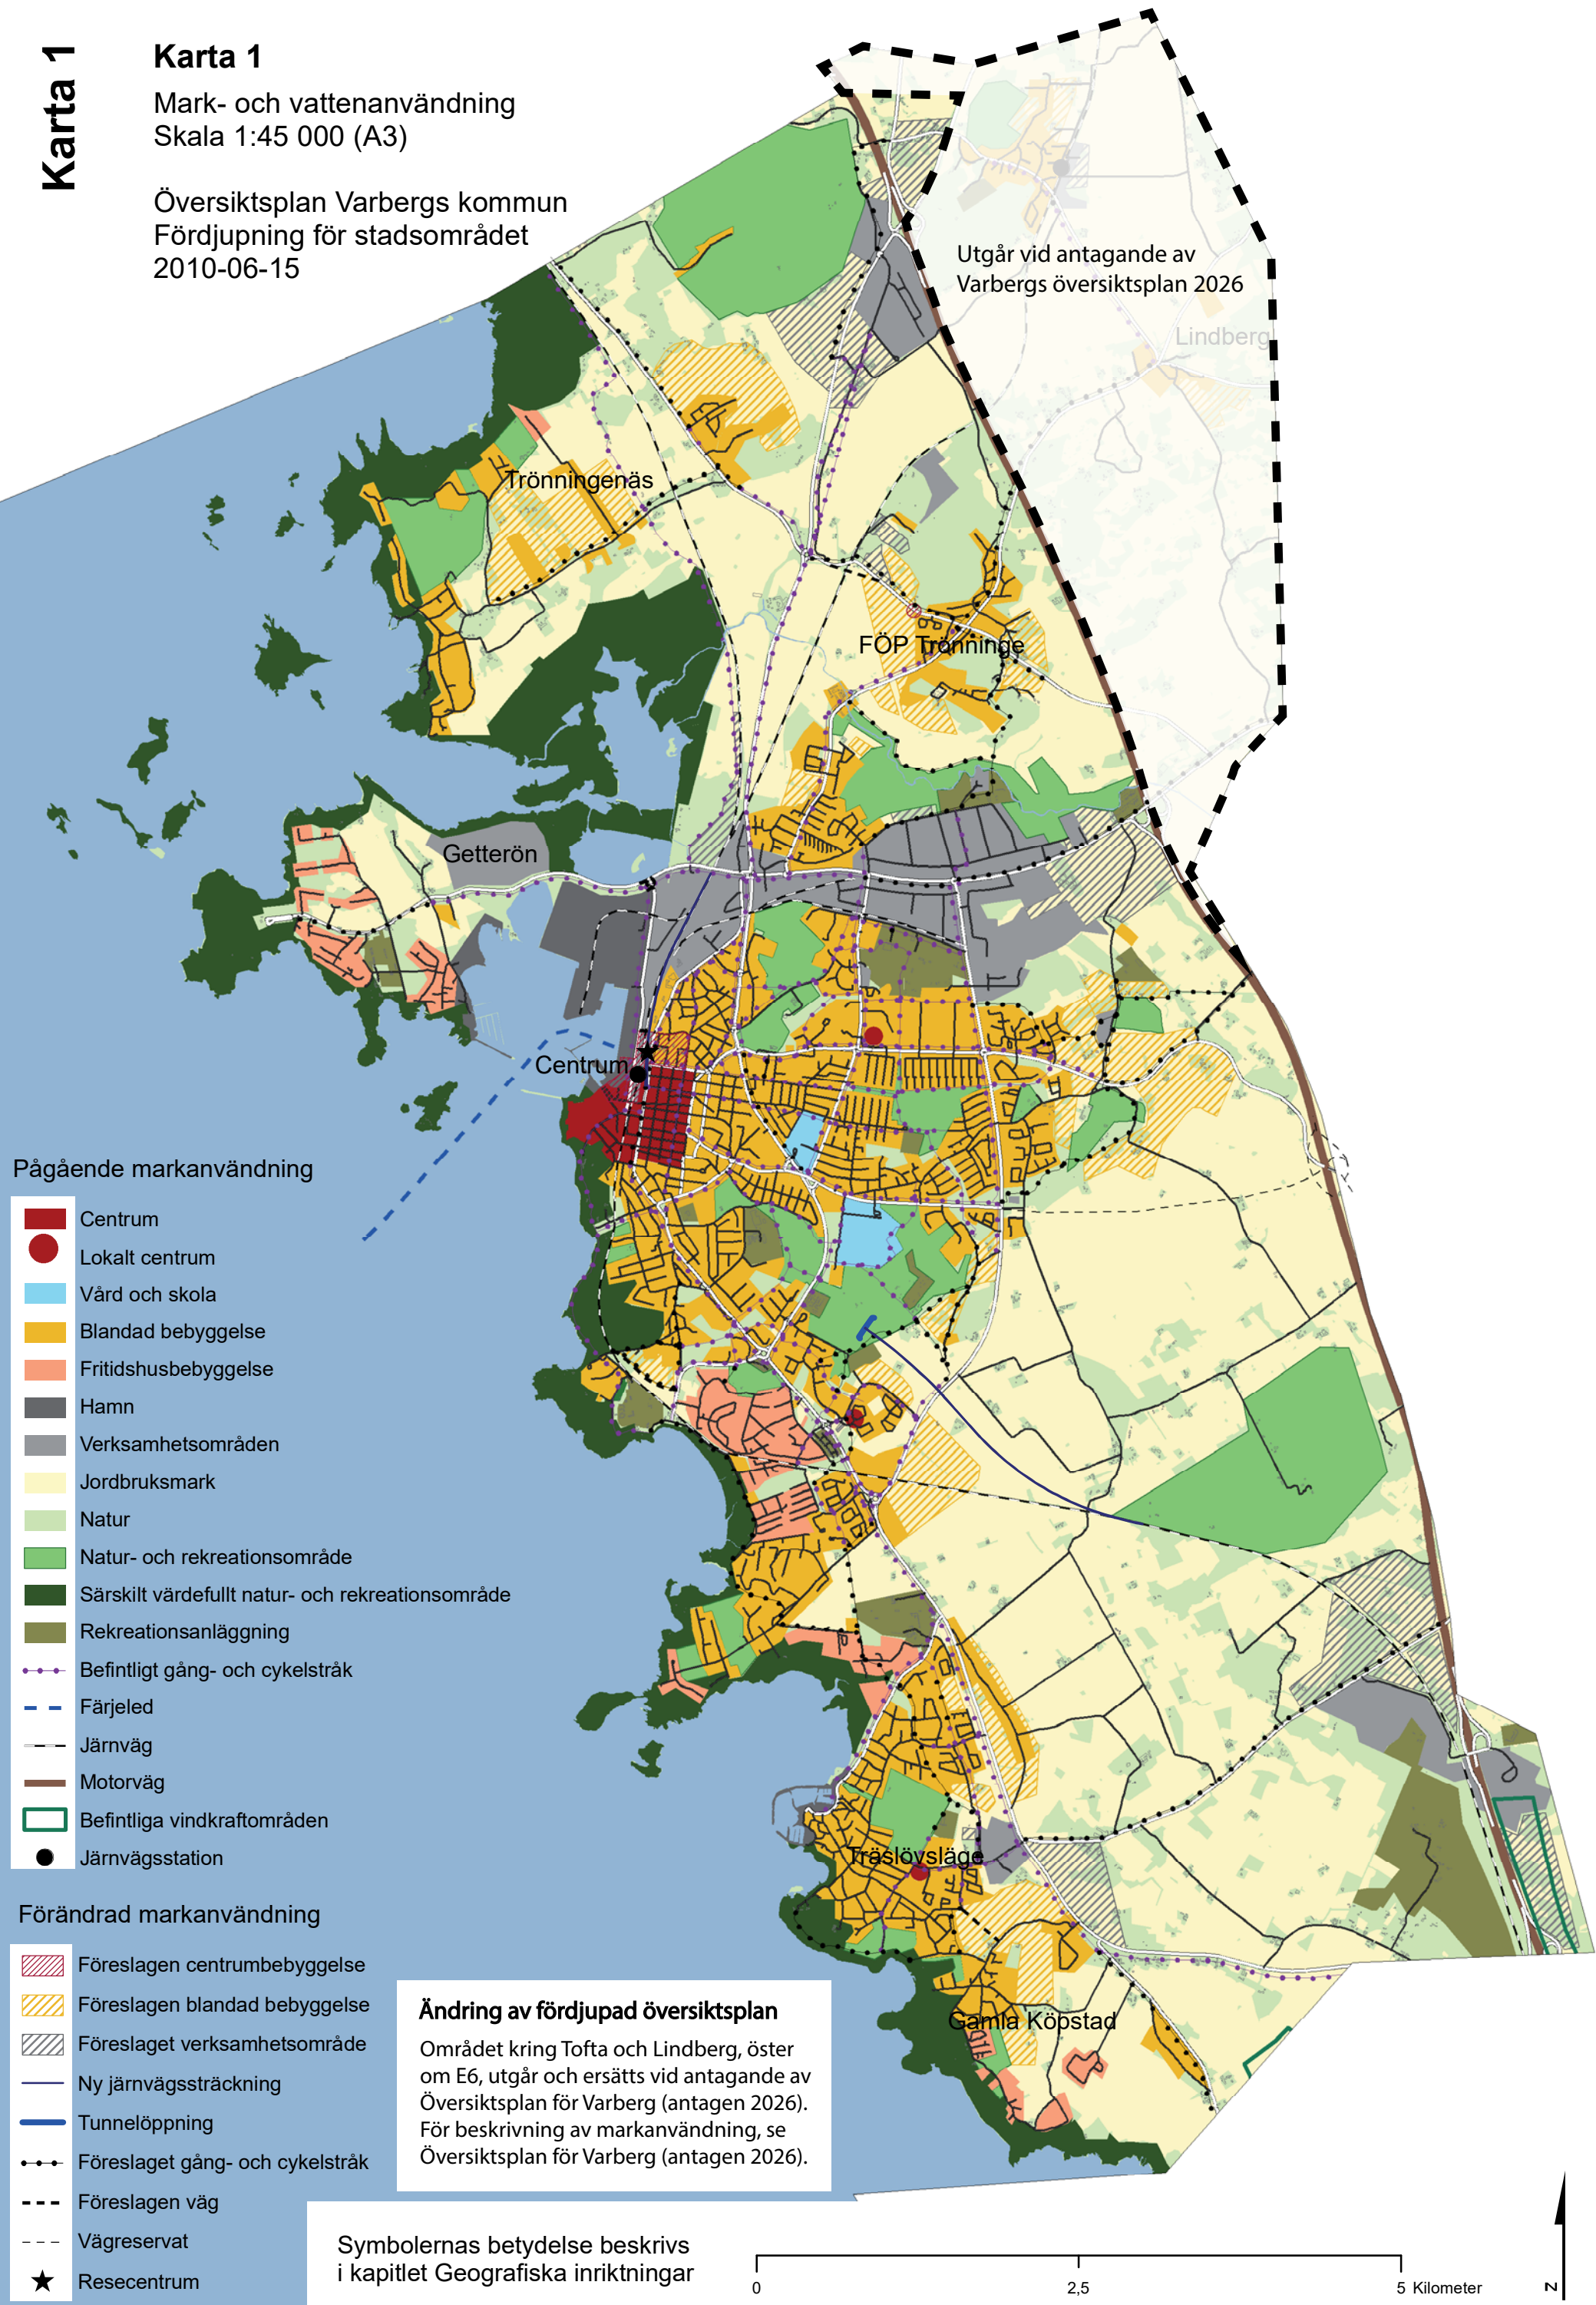 Karta 1
Karta 1
Mark- och vattenanvändning
Skala 1:45 000 (A3)
Översiktsplan Varbergs kommun
Fördjupning för stadsområdet
2010-06-15
Utgår vid antagande av
Varbergs översiktsplan 2026
Lindberg
Trönningenäs
FÖP Trönninge
Getterön
Centrum
Träslövsläge
Gamla Köpstad
Pågående markanvändning
Centrum
Lokalt centrum
Vård och skola
Blandad bebyggelse
Fritidshusbebyggelse
Hamn
Verksamhetsområden
Jordbruksmark
Natur
Natur- och rekreationsområde
Särskilt värdefullt natur- och rekreationsområde
Rekreationsanläggning
Befintligt gång- och cykelstråk
Färjeled
Järnväg
Motorväg
Befintliga vindkraftområden
Järnvägsstation
Förändrad markanvändning
Föreslagen centrumbebyggelse
Föreslagen blandad bebyggelse
Föreslaget verksamhetsområde
Ny järnvägssträckning
Tunnelöppning
Föreslaget gång- och cykelstråk
Föreslagen väg
Vägreservat
Resecentrum
Ändring av fördjupad översiktsplan
Området kring Tofta och Lindberg, öster
om E6, utgår och ersätts vid antagande av
Översiktsplan för Varberg (antagen 2026).
För beskrivning av markanvändning, se
Översiktsplan för Varberg (antagen 2026).
Symbolernas betydelse beskrivs
i kapitlet Geografiska inriktningar
0 2,5 5 Kilometer
N